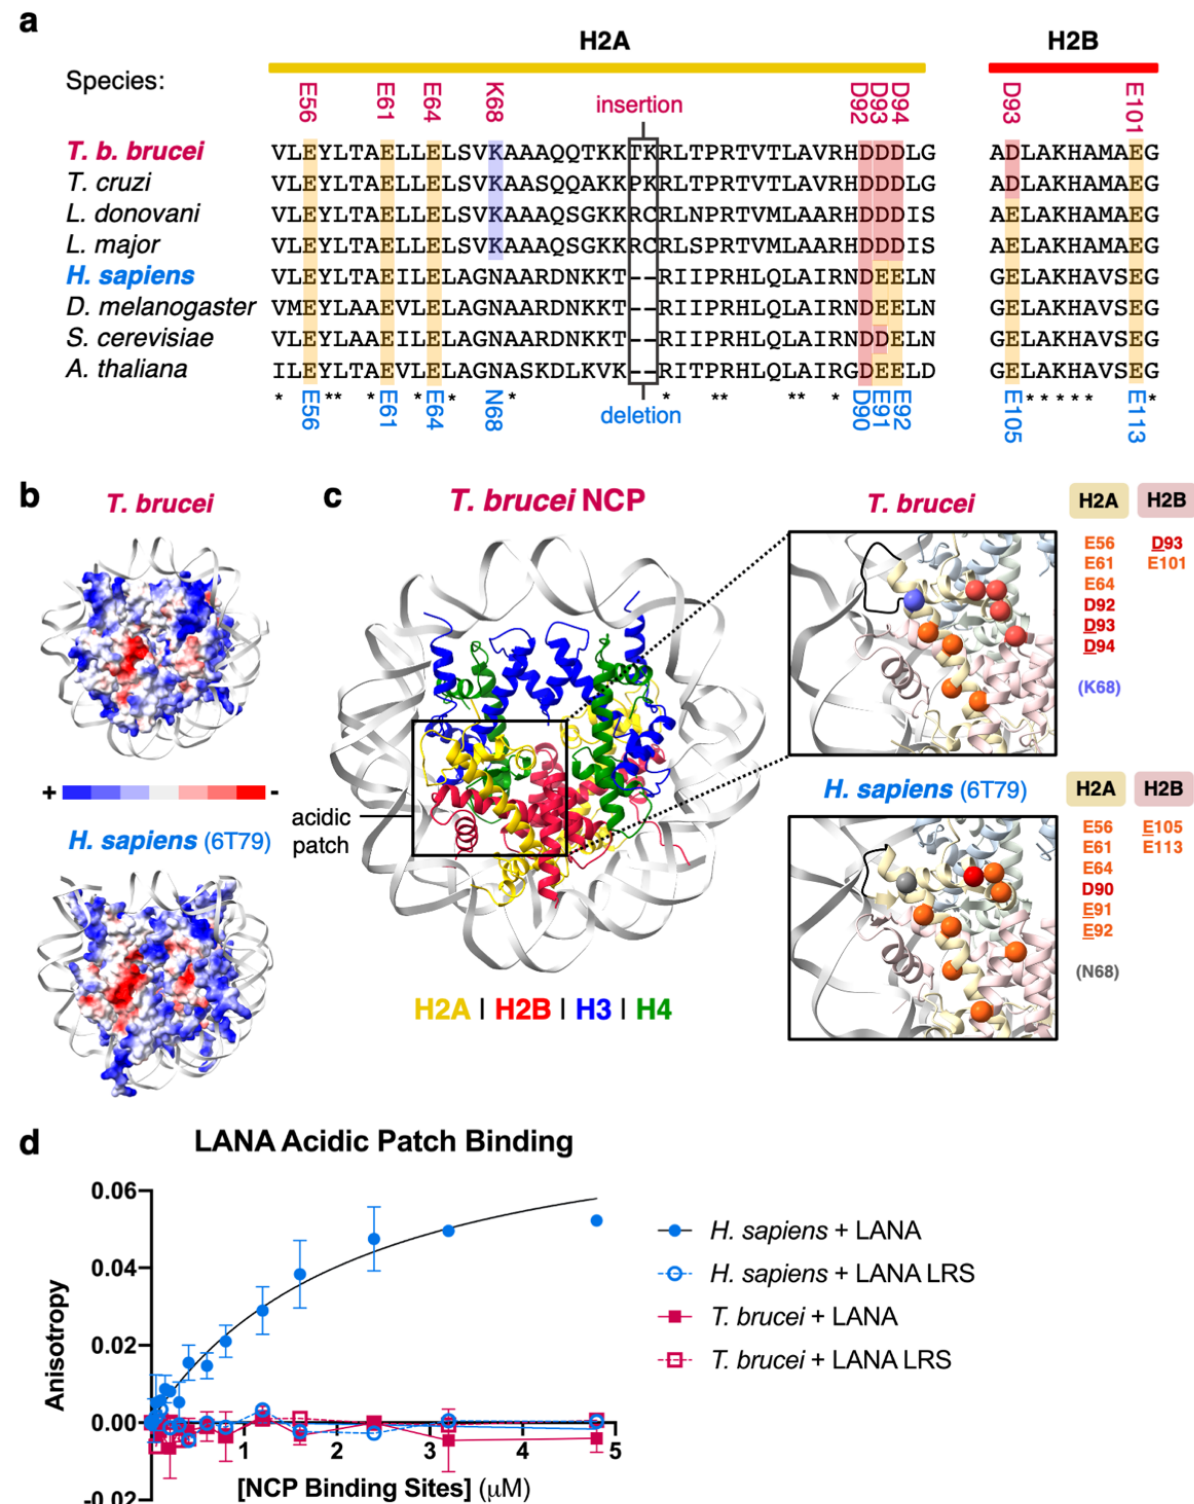 a
H2A H2B
Species:
E56 E61 E64 K68 insertion D92 D93 D94 D93 E101
T. b. brucei VLEYLTAELLELSVKAAAQQTKKTKRLTPRTVTLAVRHDDDLG ADLAKHAMAEG
T. cruzi VLEYLTAELLELSVKAAASQQAKKPKRLTPRTVTLAVRHDDDLG ADLAKHAMAEG
L. donovani VLEYLTAELLELSVKAAAQSGKKRCRLNPRTVMLAARHDDDIS AELAKHAMAEG
L. major VLEYLTAELLELSVKAAAQSGKKRCRLSPRTVMLAARHDDDIS AELAKHAMAEG
H. sapiens VLEYLTAEILELAGNAARDNKKT--RIIPRHLQLAIRNDEELN GELAKHAVSEG
D. melanogaster VMEYLAAEVLELAGNAARDNKKT--RIIPRHLQLAIRNDEELN GELAKHAVSEG
S. cerevisiae VLEYLAAEILELAGNAARDNKKT--RIIPRHLQLAIRNDDELN GELAKHAVSEG
A. thaliana ILEYLTAEVLELAGNASKDLKVK--RITPRHLQLAIRGDEELD GELAKHAVSEG
* ** * * * * * ** ** * ***** *
E56 E61 E64 N68 deletion D90 E91 E92 E105 E113
b
T. brucei
+ -
H. sapiens (6T79)
c
T. brucei NCP
acidic
patch
H2A | H2B | H3 | H4
T. brucei
H2A H2B
E56 D93
E61 E101
E64
D92
D93
D94
(K68)
H. sapiens (6T79)
H2A H2B
E56 E105
E61 E113
E64
D90
E91
E92
(N68)
d
LANA Acidic Patch Binding
0.06
0.04
0.02
0.00
-0.02
Anisotropy
1 2 3 4 5
[NCP Binding Sites] (μM)
H. sapiens + LANA
H. sapiens + LANA LRS
T. brucei + LANA
T. brucei + LANA LRS